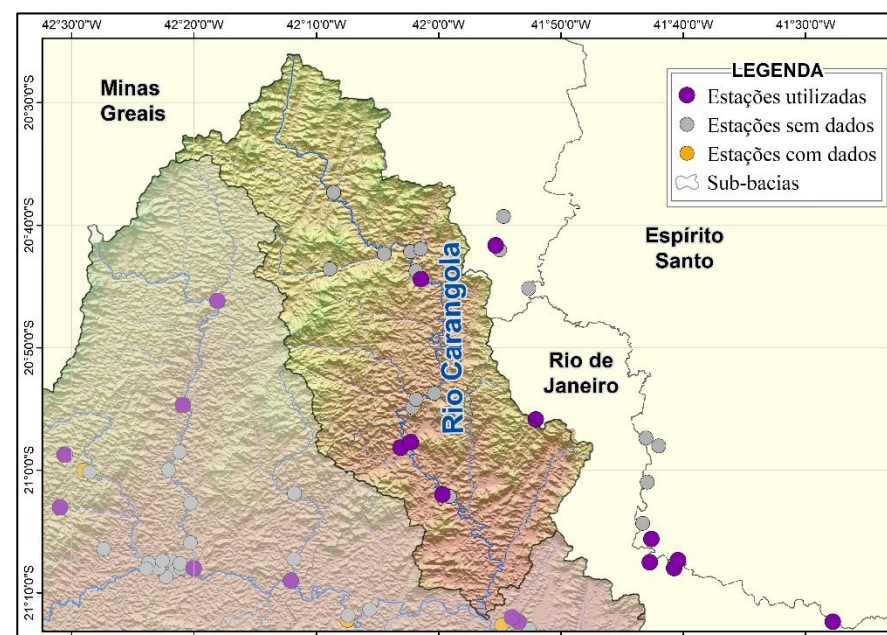 42°30'0"W 42°20'0"W 42°10'0"W 42°0'0"W 41°50'0"W 41°40'0"W 41°30'0"W
Minas
Greais
LEGENDA
Estações utilizadas
Estações sem dados
Estações com dados
Sub-bacias
20°30'0"S
20°40'0"S
Espírito
Santo
Rio Carangola
20°50'0"S
Rio de
Janeiro
21°0'0"S
21°10'0"S